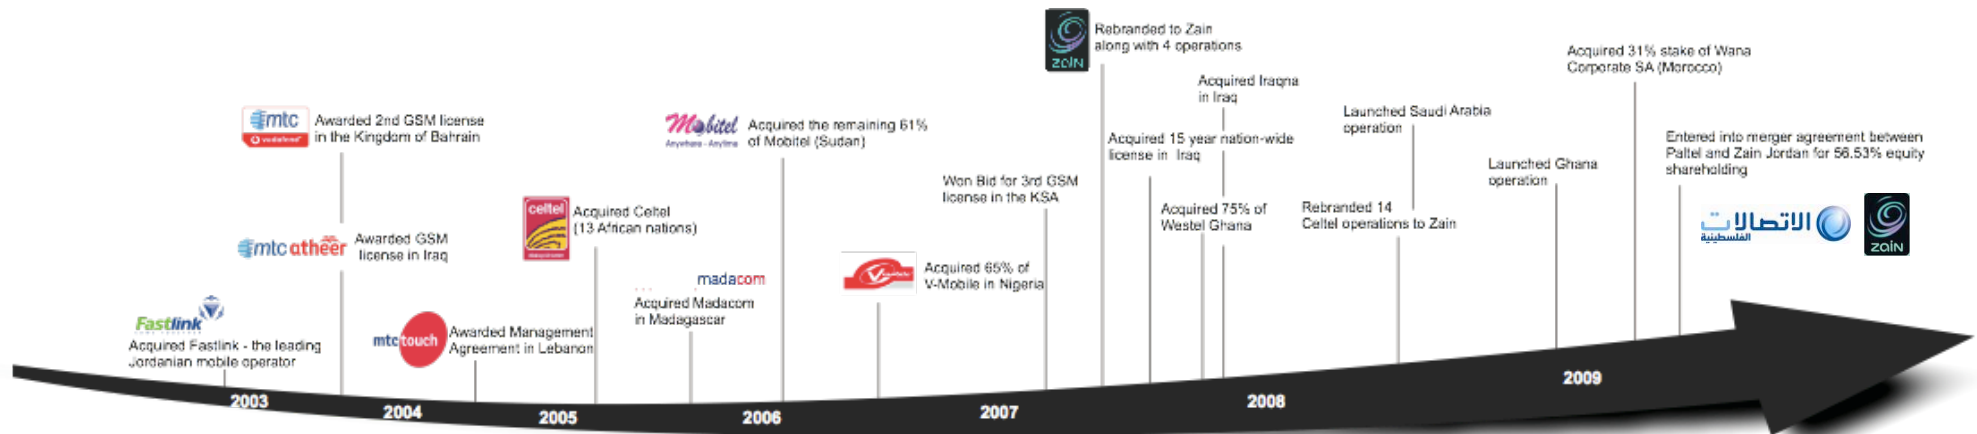 Fastlink
Acquired Fastlink - the leading
Jordanian mobile operator
mtc
vodafone
Awarded 2nd GSM license
in the Kingdom of Bahrain
mtc atheer
Awarded GSM
license in Iraq
mtc touch
Awarded Management
Agreement in Lebanon
celtel
Acquired Celtel
(13 African nations)
madacom
Acquired Madacom
in Madagascar
Mobitel
Anywhere - Anytime
Acquired the remaining 61%
of Mobitel (Sudan)
Acquired 65% of
V-Mobile in Nigeria
Won Bid for 3rd GSM
license in the KSA
zain
Rebranded to Zain
along with 4 operations
Acquired 15 year nation-wide
license in Iraq
Acquired 75% of
Westel Ghana
Acquired Iraqna
in Iraq
Rebranded 14
Celtel operations to Zain
Launched Saudi Arabia
operation
Launched Ghana
operation
Acquired 31% stake of Wana
Corporate SA (Morocco)
Entered into merger agreement between
Paltel and Zain Jordan for 56.53% equity
shareholding
الاتصالات
الفلسطينية
zain
2003
2004
2005
2006
2007
2008
2009